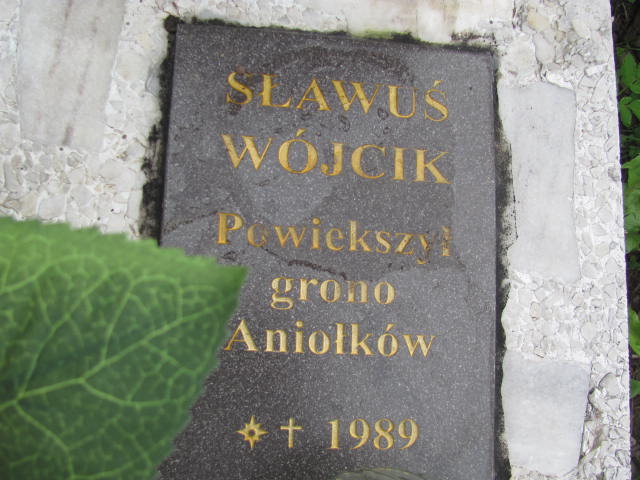 SŁAWUŚ
WÓJCIK
Powiekszył
grono
Aniołków
✴ † 1989